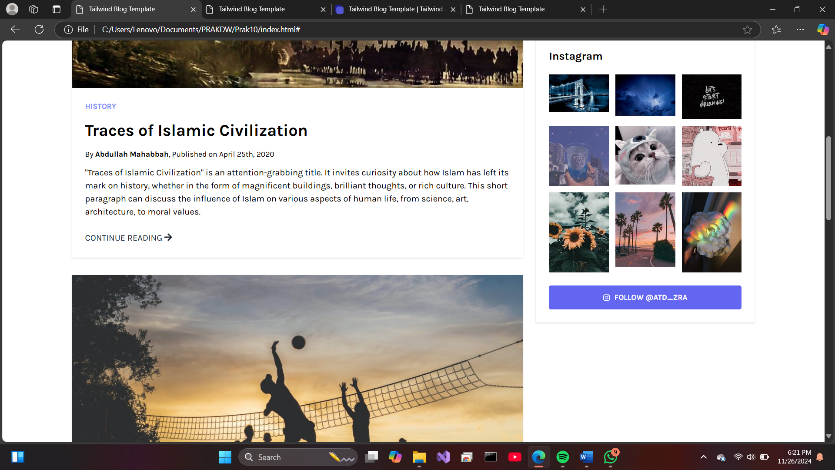 Tailwind Blog Template
Tailwind Blog Template
Tailwind Blog Template | Tailwind
Tailwind Blog Template
File
C:/Users/Lenovo/Documents/PRAKDW/Prak10/index.html#
HISTORY
Traces of Islamic Civilization
By Abdullah Mahabbah, Published on April 25th, 2020
"Traces of Islamic Civilization" is an attention-grabbing title. It invites curiosity about how Islam has left its
mark on history, whether in the form of magnificent buildings, brilliant thoughts, or rich culture. This short
paragraph can discuss the influence of Islam on various aspects of human life, from science, art,
architecture, to moral values.
CONTINUE READING
Instagram
LET'S
START
DREAMING!
FOLLOW @ATD_ZRA
Search
6:21 PM
11/26/2024